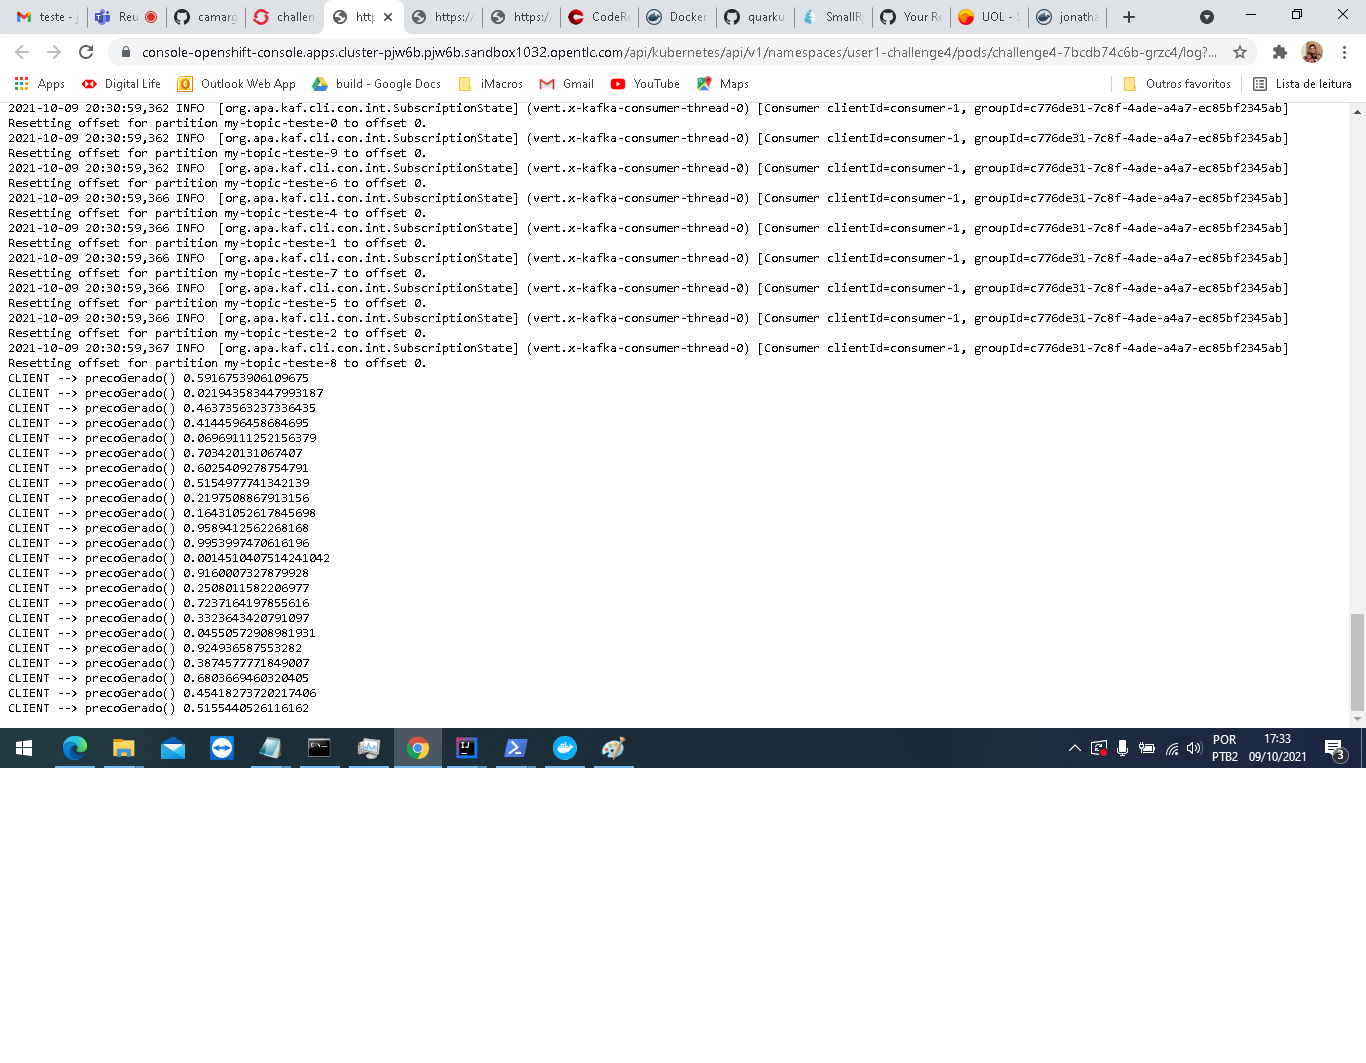 teste - j
Reu
camarg
challen
http
https:/
https:/
CodeRe
Docker
quarku
SmallRy
Your Re
UOL - S
jonatha
console-openshift-console.apps.cluster-pjw6b.pjw6b.sandbox1032.opentlc.com/api/kubernetes/api/v1/namespaces/user1-challenge4/pods/challenge4-7bcdb74c6b-grzc4/log?...
Apps Digital Life Outlook Web App build - Google Docs iMacros Gmail YouTube Maps Outros favoritos Lista de leitura
2021-10-09 20:30:59,362 INFO [org.apa.kaf.cli.con.int.SubscriptionState] (vert.x-kafka-consumer-thread-0) [Consumer clientId=consumer-1, groupId=c776de31-7c8f-4ade-a4a7-ec85bf2345ab]
Resetting offset for partition my-topic-teste-0 to offset 0.
2021-10-09 20:30:59,362 INFO [org.apa.kaf.cli.con.int.SubscriptionState] (vert.x-kafka-consumer-thread-0) [Consumer clientId=consumer-1, groupId=c776de31-7c8f-4ade-a4a7-ec85bf2345ab]
Resetting offset for partition my-topic-teste-9 to offset 0.
2021-10-09 20:30:59,362 INFO [org.apa.kaf.cli.con.int.SubscriptionState] (vert.x-kafka-consumer-thread-0) [Consumer clientId=consumer-1, groupId=c776de31-7c8f-4ade-a4a7-ec85bf2345ab]
Resetting offset for partition my-topic-teste-6 to offset 0.
2021-10-09 20:30:59,366 INFO [org.apa.kaf.cli.con.int.SubscriptionState] (vert.x-kafka-consumer-thread-0) [Consumer clientId=consumer-1, groupId=c776de31-7c8f-4ade-a4a7-ec85bf2345ab]
Resetting offset for partition my-topic-teste-4 to offset 0.
2021-10-09 20:30:59,366 INFO [org.apa.kaf.cli.con.int.SubscriptionState] (vert.x-kafka-consumer-thread-0) [Consumer clientId=consumer-1, groupId=c776de31-7c8f-4ade-a4a7-ec85bf2345ab]
Resetting offset for partition my-topic-teste-1 to offset 0.
2021-10-09 20:30:59,366 INFO [org.apa.kaf.cli.con.int.SubscriptionState] (vert.x-kafka-consumer-thread-0) [Consumer clientId=consumer-1, groupId=c776de31-7c8f-4ade-a4a7-ec85bf2345ab]
Resetting offset for partition my-topic-teste-7 to offset 0.
2021-10-09 20:30:59,366 INFO [org.apa.kaf.cli.con.int.SubscriptionState] (vert.x-kafka-consumer-thread-0) [Consumer clientId=consumer-1, groupId=c776de31-7c8f-4ade-a4a7-ec85bf2345ab]
Resetting offset for partition my-topic-teste-5 to offset 0.
2021-10-09 20:30:59,366 INFO [org.apa.kaf.cli.con.int.SubscriptionState] (vert.x-kafka-consumer-thread-0) [Consumer clientId=consumer-1, groupId=c776de31-7c8f-4ade-a4a7-ec85bf2345ab]
Resetting offset for partition my-topic-teste-2 to offset 0.
2021-10-09 20:30:59,367 INFO [org.apa.kaf.cli.con.int.SubscriptionState] (vert.x-kafka-consumer-thread-0) [Consumer clientId=consumer-1, groupId=c776de31-7c8f-4ade-a4a7-ec85bf2345ab]
Resetting offset for partition my-topic-teste-8 to offset 0.
CLIENT --> precoGerado() 0.5916753906109675
CLIENT --> precoGerado() 0.021943583447993187
CLIENT --> precoGerado() 0.46373563237336435
CLIENT --> precoGerado() 0.4144596458684695
CLIENT --> precoGerado() 0.06969111252156379
CLIENT --> precoGerado() 0.703420131067407
CLIENT --> precoGerado() 0.6025409278754791
CLIENT --> precoGerado() 0.5154977741342139
CLIENT --> precoGerado() 0.2197508867913156
CLIENT --> precoGerado() 0.16431052617845698
CLIENT --> precoGerado() 0.9589412562268168
CLIENT --> precoGerado() 0.9953997470616196
CLIENT --> precoGerado() 0.0014510407514241042
CLIENT --> precoGerado() 0.9160007327879928
CLIENT --> precoGerado() 0.2508011582206977
CLIENT --> precoGerado() 0.7237164197855616
CLIENT --> precoGerado() 0.3323643420791097
CLIENT --> precoGerado() 0.04550572908981931
CLIENT --> precoGerado() 0.924936587553282
CLIENT --> precoGerado() 0.3874577771849007
CLIENT --> precoGerado() 0.6803669460320405
CLIENT --> precoGerado() 0.45418273720217406
CLIENT --> precoGerado() 0.5155440526116162
POR 17:33
PTB2 09/10/2021 3